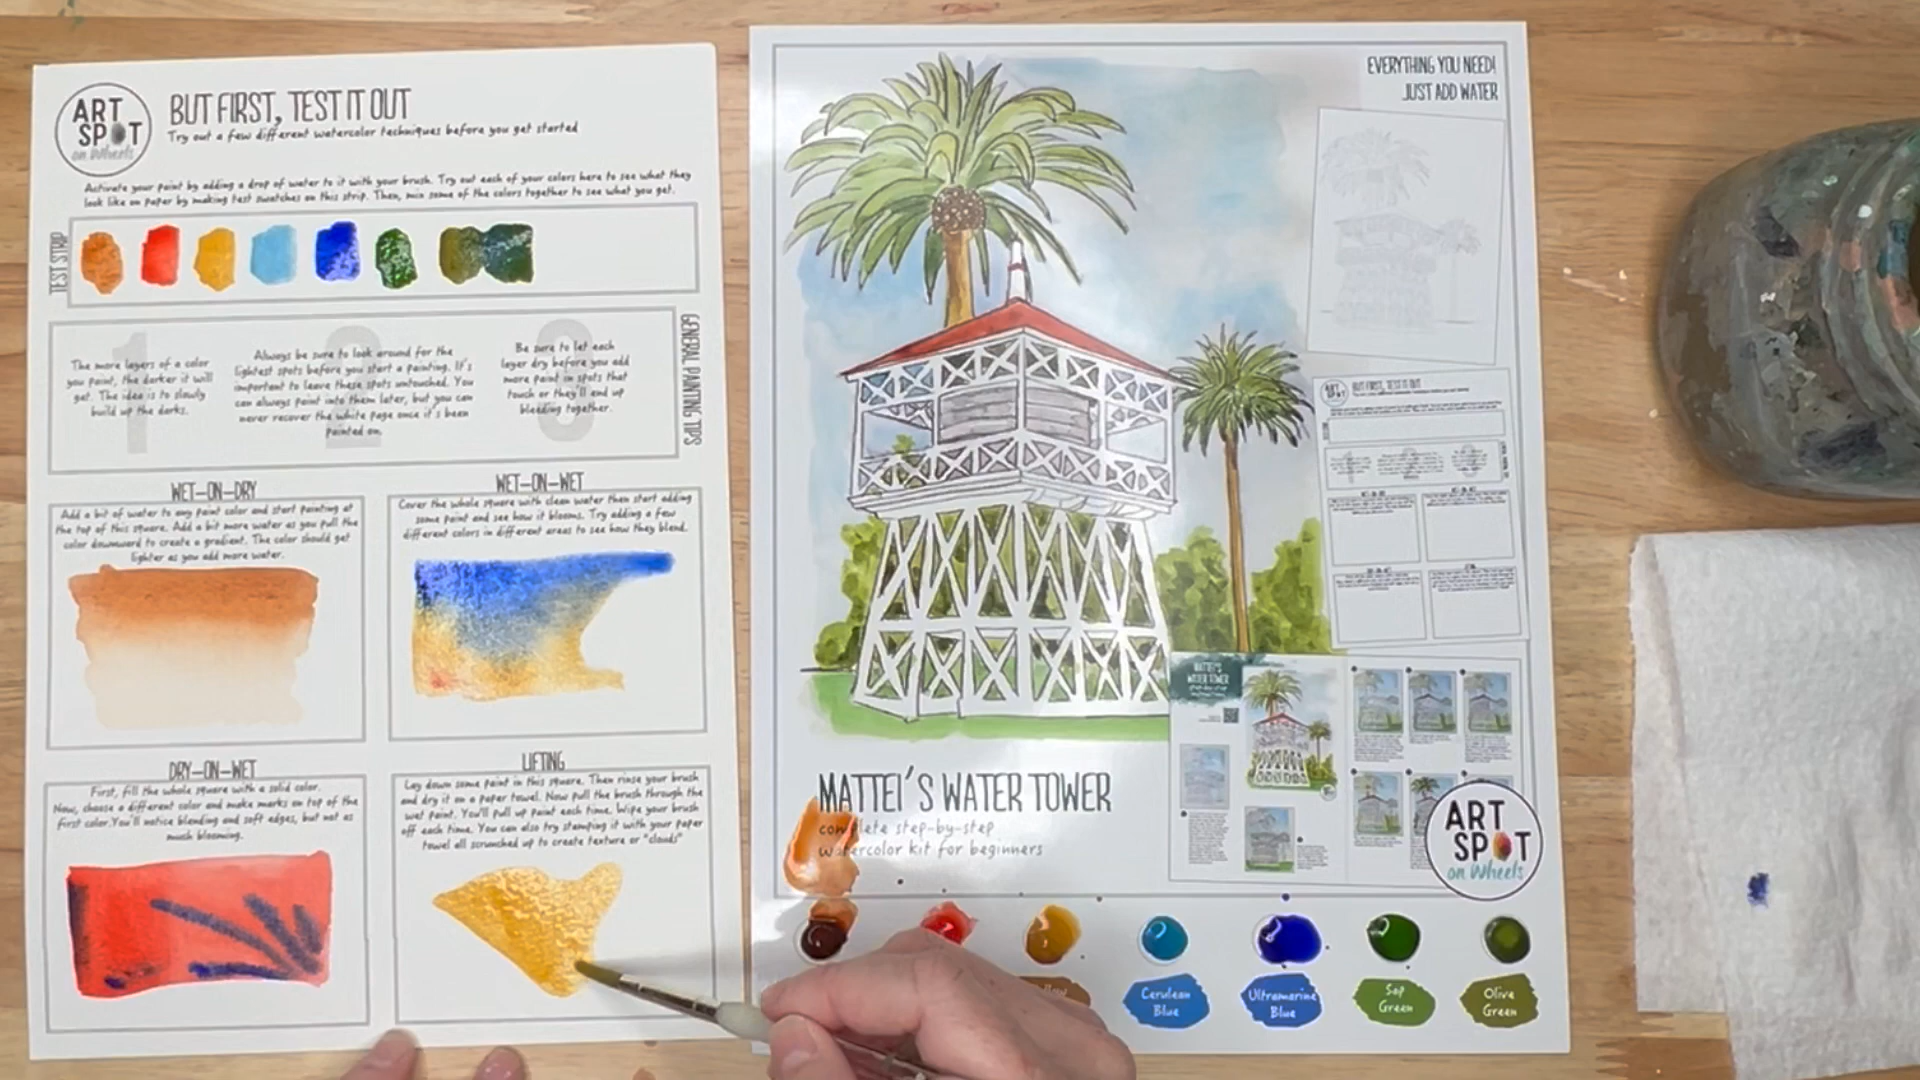 ART
SPOT
on Wheels
BUT FIRST, TEST IT OUT
Try out a few different watercolor techniques before you get started
Activate your paint by adding a drop of water to it with your brush. Try out each of your colors here to see what they
look like on paper by making test swatches on this strip. Then, mix some of the colors together to see what you get.
TEST STRIP
1
The more layers of a color
you paint, the darker it will
get. The idea is to slowly
build up the darks.
2
Always be sure to look around for the
lightest spots before you start a painting. It's
important to leave these spots untouched. You
can always paint into them later, but you can
never recover the white page once it's been
painted on.
3
Be sure to let each
layer dry before you add
more paint in spots that
touch or they'll end up
bleeding together.
GENERAL PAINTING TIPS
WET-ON-DRY
Add a bit of water to any paint color and start painting at
the top of this square. Add a bit more water as you pull the
color downward to create a gradient. The color should get
lighter as you add more water.
WET-ON-WET
Cover the whole square with clean water then start adding
some paint and see how it blooms. Try adding a few
different colors in different areas to see how they blend.
DRY-ON-WET
First, fill the whole square with a solid color.
Now, choose a different color and make marks on top of the
first color.You'll notice blending and soft edges, but not as
much blooming.
LIFTING
Lay down some paint in this square. Then rinse your brush
and dry it on a paper towel. Now pull the brush through the
wet paint. You'll pull up paint each time. Wipe your brush
off each time. You can also try stamping it with your paper
towel all scrunched up to create texture or "clouds"
EVERYTHING YOU NEED!
JUST ADD WATER
ART
SPOT
BUT FIRST, TEST IT OUT
MATTEI'S
WATER TOWER
MATTEI'S WATER TOWER
complete step-by-step
watercolor kit for beginners
ART
SPOT
on Wheels
Cerulean
Blue
Ultramarine
Blue
Sap
Green
Olive
Green